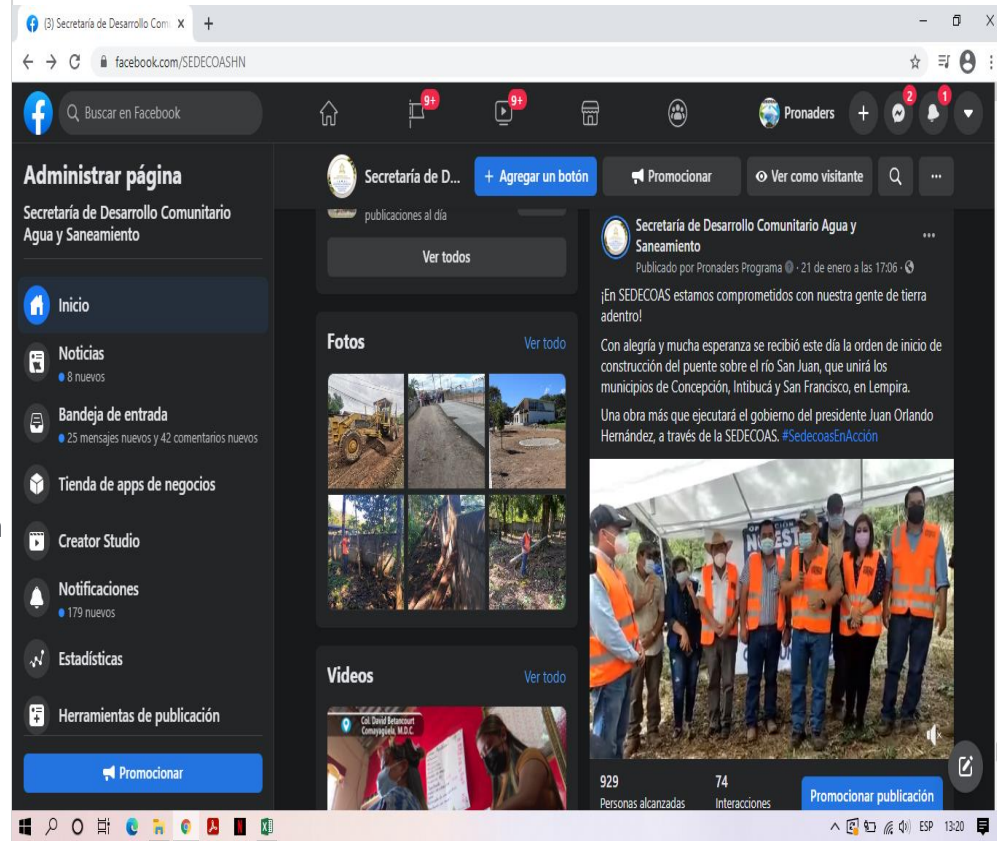 (3) Secretaría de Desarrollo Com
facebook.com/SEDECOASHN
Buscar en Facebook
9+
9+
Pronaders
2
1
Administrar página
Secretaría de Desarrollo Comunitario
Agua y Saneamiento
Inicio
Noticias
8 nuevos
Bandeja de entrada
25 mensajes nuevos y 42 comentarios nuevos
Tienda de apps de negocios
Creator Studio
Notificaciones
179 nuevos
Estadísticas
Herramientas de publicación
Promocionar
Secretaría de D...
+ Agregar un botón
Promocionar
Ver como visitante
publicaciones al día
Ver todos
Fotos
Ver todo
Videos
Ver todo
Col. David Betancourt
Comayagüela, M.D.C.
Secretaría de Desarrollo Comunitario Agua y
Saneamiento
Publicado por Pronaders Programa · 21 de enero a las 17:06 ·
¡En SEDECOAS estamos comprometidos con nuestra gente de tierra
adentro!
Con alegría y mucha esperanza se recibió este día la orden de inicio de
construcción del puente sobre el río San Juan, que unirá los
municipios de Concepción, Intibucá y San Francisco, en Lempira.
Una obra más que ejecutará el gobierno del presidente Juan Orlando
Hernández, a través de la SEDECOAS. #SedecoasEnAcción
929
Personas alcanzadas
74
Interacciones
Promocionar publicación
ESP
13:20